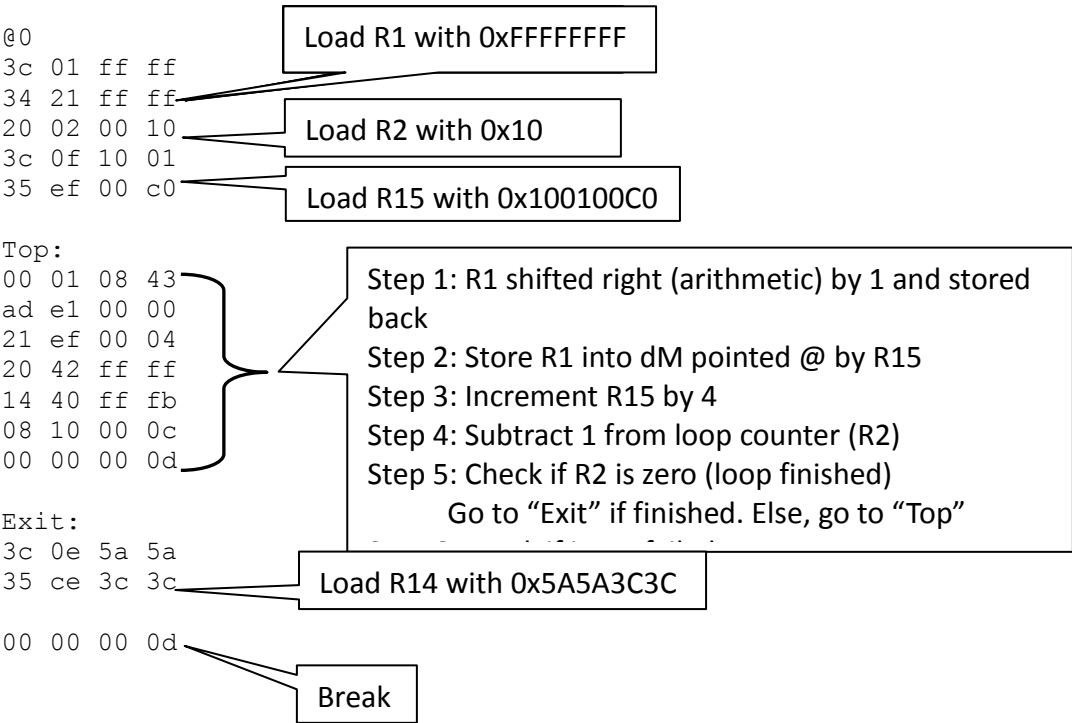 @0
3c 01 ff ff
34 21 ff ff
20 02 00 10
3c 0f 10 01
35 ef 00 c0
Load R1 with 0xFFFFFFFF
Load R2 with 0x10
Load R15 with 0x100100C0
Top:
00 01 08 43
ad e1 00 00
21 ef 00 04
20 42 ff ff
14 40 ff fb
08 10 00 0c
00 00 00 0d
Step 1: R1 shifted right (arithmetic) by 1 and stored
back
Step 2: Store R1 into dM pointed @ by R15
Step 3: Increment R15 by 4
Step 4: Subtract 1 from loop counter (R2)
Step 5: Check if R2 is zero (loop finished)
Go to “Exit” if finished. Else, go to “Top”
Exit:
3c 0e 5a 5a
35 ce 3c 3c
Load R14 with 0x5A5A3C3C
00 00 00 0d
Break